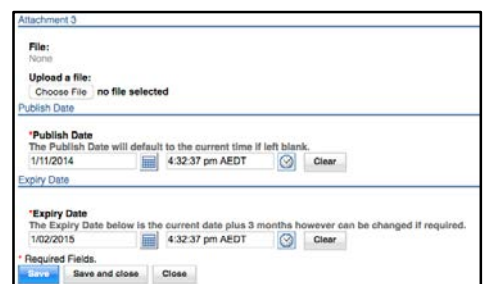 Attachment 3
File:
None
Upload a file:
Choose File no file selected
Publish Date
*Publish Date
The Publish Date will default to the current time if left blank.
1/11/2014 4:32:37 pm AEDT Clear
Expiry Date
*Expiry Date
The Expiry Date below is the current date plus 3 months however can be changed if required.
1/02/2015 4:32:37 pm AEDT Clear
* Required Fields.
Save Save and close Close